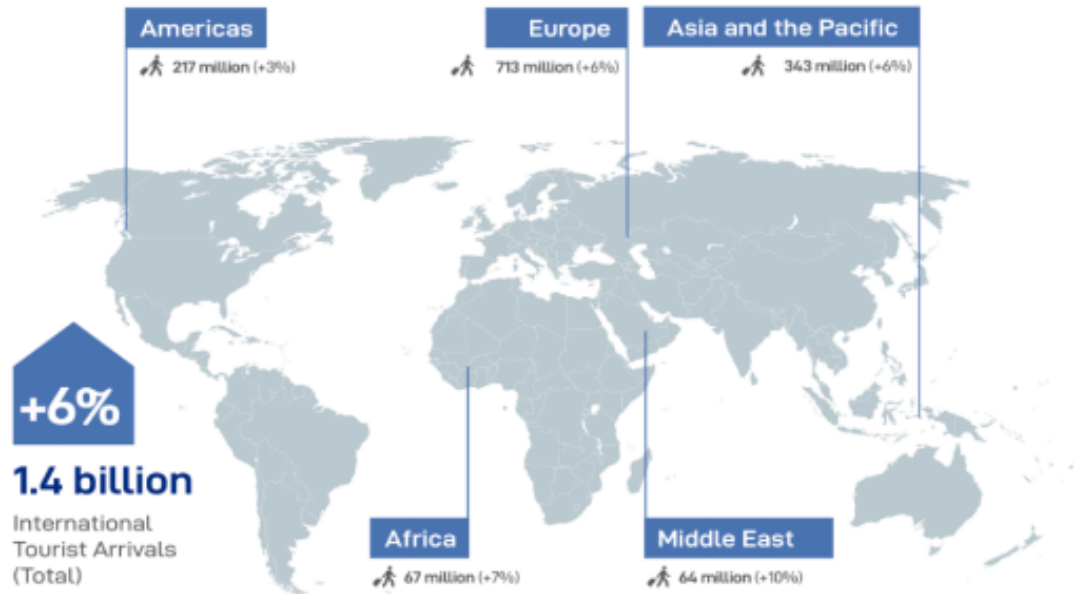 Americas
217 million (+3%)
Europe
713 million (+6%)
Asia and the Pacific
343 million (+6%)
+6%
1.4 billion
International
Tourist Arrivals
(Total)
Africa
67 million (+7%)
Middle East
64 million (+10%)